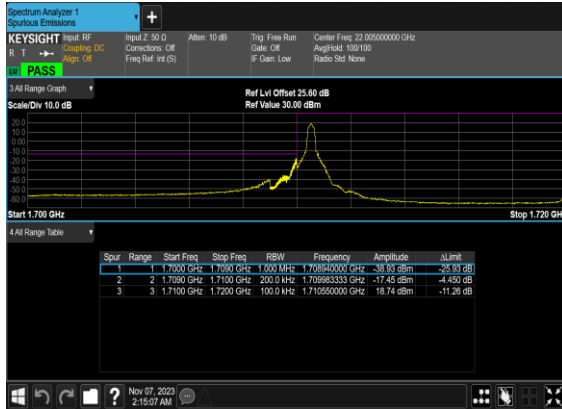 Spectrum Analyzer 1
Spurious Emissions
+
KEYSIGHT Input: RF Input Z: 50 Ω Atten: 10 dB Trig: Free Run Center Freq: 22.005000000 GHz
R T Coupling: DC Corrections: Off Gate: Off Avg|Hold: 100/100
Align: Off Freq Ref: Int (S) IF Gain: Low Radio Std: None
PASS
3 All Range Graph Ref Lvl Offset 25.60 dB
Scale/Div 10.0 dB Ref Value 30.00 dBm
20.0
10.0
0.00
-10.0
-20.0
-30.0
-40.0
-50.0
-60.0
Start 1.700 GHz Stop 1.720 GH
4 All Range Table
Spur Range Start Freq Stop Freq RBW Frequency Amplitude ΔLimit
1 1 1.7000 GHz 1.7090 GHz 1.000 MHz 1.708940000 GHz -38.93 dBm -25.93 dB
2 2 1.7090 GHz 1.7100 GHz 200.0 kHz 1.709983333 GHz -17.45 dBm -4.450 dB
3 3 1.7100 GHz 1.7200 GHz 100.0 kHz 1.710550000 GHz 18.74 dBm -11.26 dB
? Nov 07, 2023
2:15:07 AM